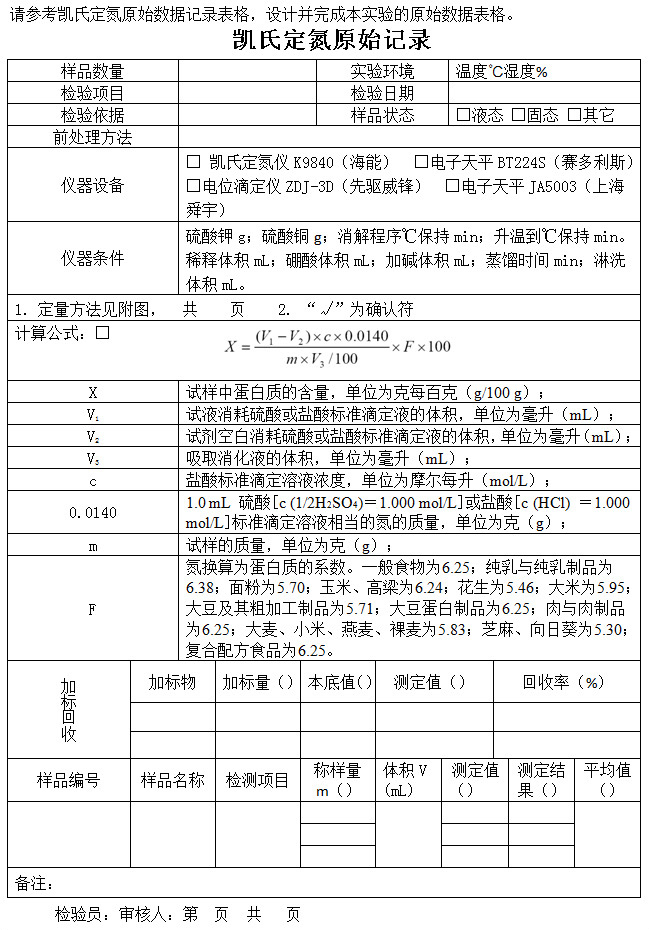 请参考凯氏定氮原始数据记录表格，设计并完成本实验的原始数据表格。
凯氏定氮原始记录
样品数量 实验环境 温度℃湿度%
检验项目 检验日期
检验依据 样品状态 □液态 □固态 □其它
前处理方法
仪器设备
□ 凯氏定氮仪 K9840（海能） □电子天平 BT224S（赛多利斯）
□电位滴定仪 ZDJ-3D（先驱威锋） □电子天平 JA5003（上海
舜宇）
仪器条件
硫酸钾 g；硫酸铜 g；消解程序℃保持 min；升温到℃保持 min。
稀释体积 mL；硼酸体积 mL；加碱体积 mL；蒸馏时间 min；淋洗
体积 mL。
1. 定量方法见附图， 共 页 2. “√”为确认符
计算公式：□
X = (V₁ − V₂) × c × 0.0140 / (m × V₃ / 100) × F × 100
X 试样中蛋白质的含量，单位为克每百克（g/100 g）；
V₁ 试液消耗硫酸或盐酸标准滴定液的体积，单位为毫升（mL）；
V₂ 试剂空白消耗硫酸或盐酸标准滴定液的体积，单位为毫升（mL）；
V₃ 吸取消化液的体积，单位为毫升（mL）；
c 盐酸标准滴定溶液浓度，单位为摩尔每升（mol/L）；
0.0140
1.0 mL 硫酸[c (1/2H₂SO₄)＝1.000 mol/L]或盐酸[c (HCl) ＝1.000
mol/L]标准滴定溶液相当的氮的质量，单位为克（g）；
m 试样的质量，单位为克（g）；
F
氮换算为蛋白质的系数。一般食物为6.25；纯乳与纯乳制品为
6.38；面粉为5.70；玉米、高粱为6.24；花生为5.46；大米为5.95；
大豆及其粗加工制品为5.71；大豆蛋白制品为6.25；肉与肉制品
为6.25；大麦、小米、燕麦、裸麦为5.83；芝麻、向日葵为5.30；
复合配方食品为6.25。
加标回收
加标物 加标量（） 本底值() 测定值（） 回收率（%）
样品编号 样品名称 检测项目 称样量 m（） 体积 V (mL) 测定值（） 测定结果（） 平均值（）
备注：
检验员：审核人：第 页 共 页